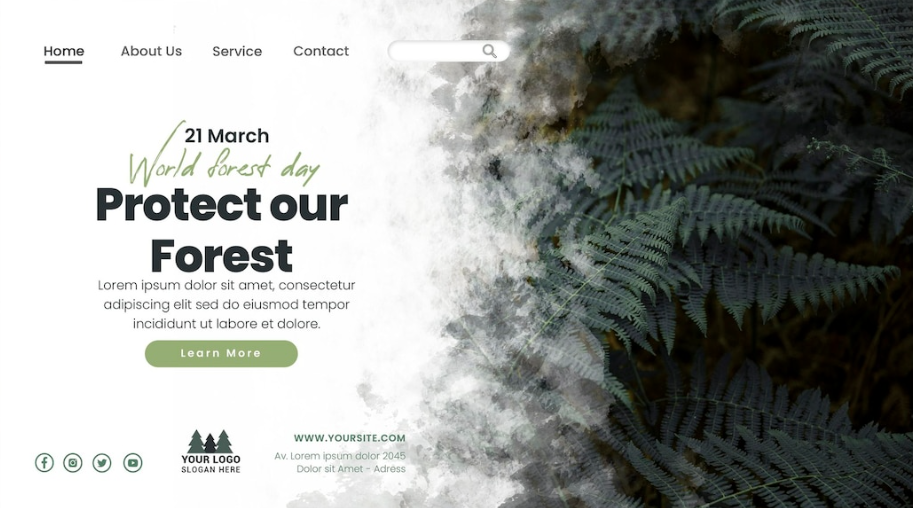 Home
About Us
Service
Contact
21 March
World forest day
Protect our
Forest
Lorem ipsum dolor sit amet, consectetur
adipiscing elit sed do eiusmod tempor
incididunt ut labore et dolore.
Learn More
YOUR LOGO
SLOGAN HERE
WWW.YOURSITE.COM
Av. Lorem ipsum dolor 2045
Dolor sit Amet - Adress